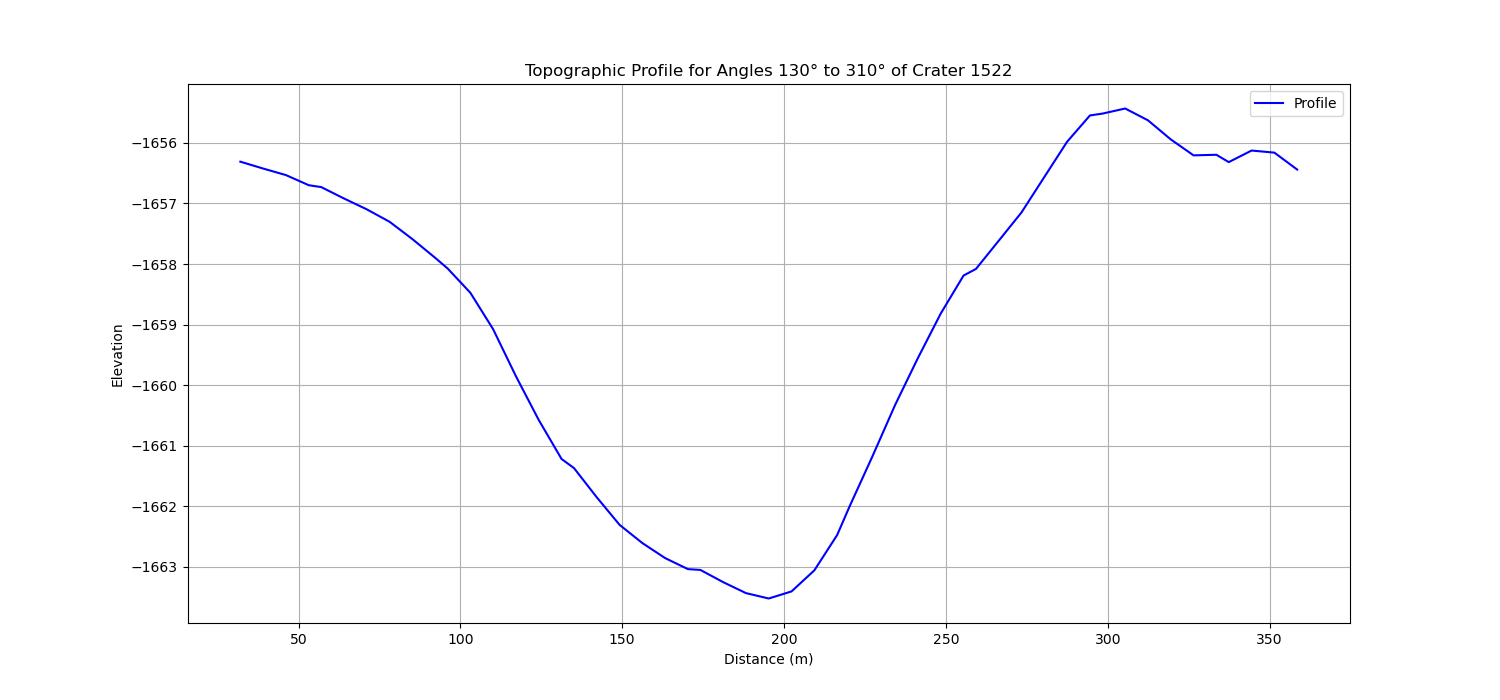 Topographic Profile for Angles 130° to 310° of Crater 1522
Profile
−1656
−1657
−1658
−1659
−1660
−1661
−1662
−1663
Elevation
50 100 150 200 250 300 350
Distance (m)